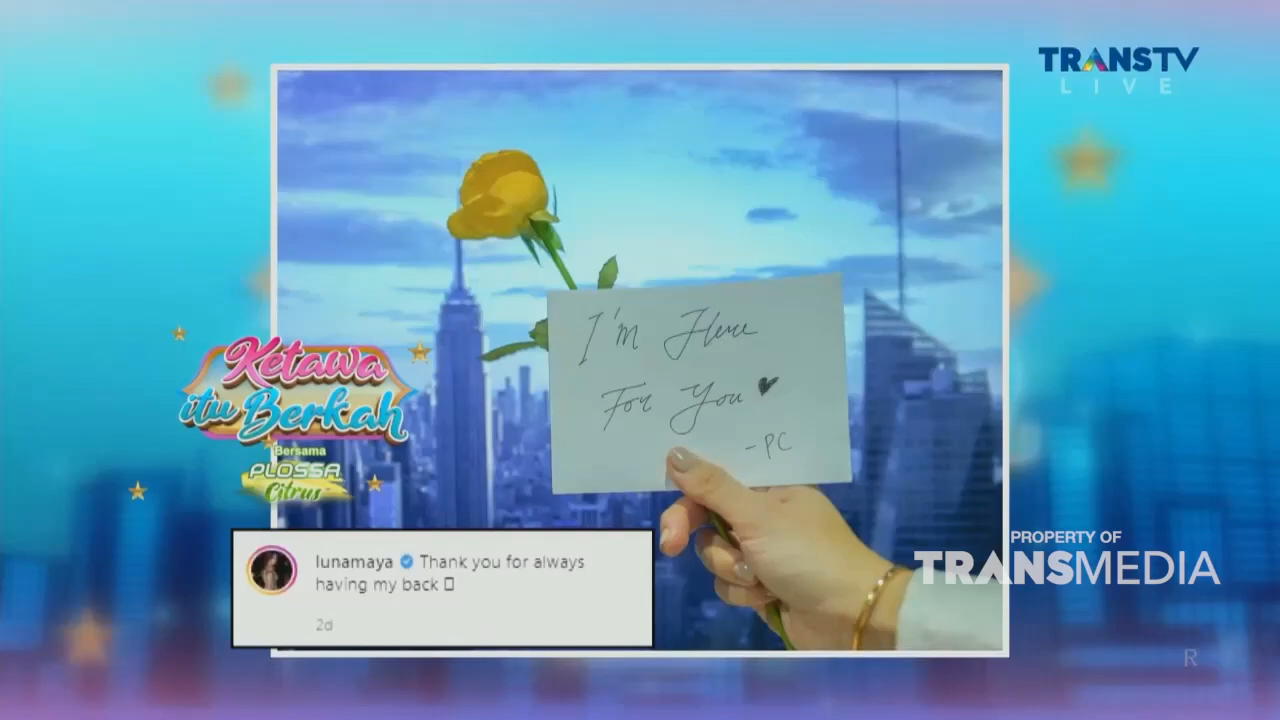 TRANSTV
LIVE
I'm Here
For You
-PC
Ketawa
itu Berkah
Bersama
PLOSSA
Citrus
lunamaya Thank you for always
having my back
2d
PROPERTY OF
TRANSMEDIA
R